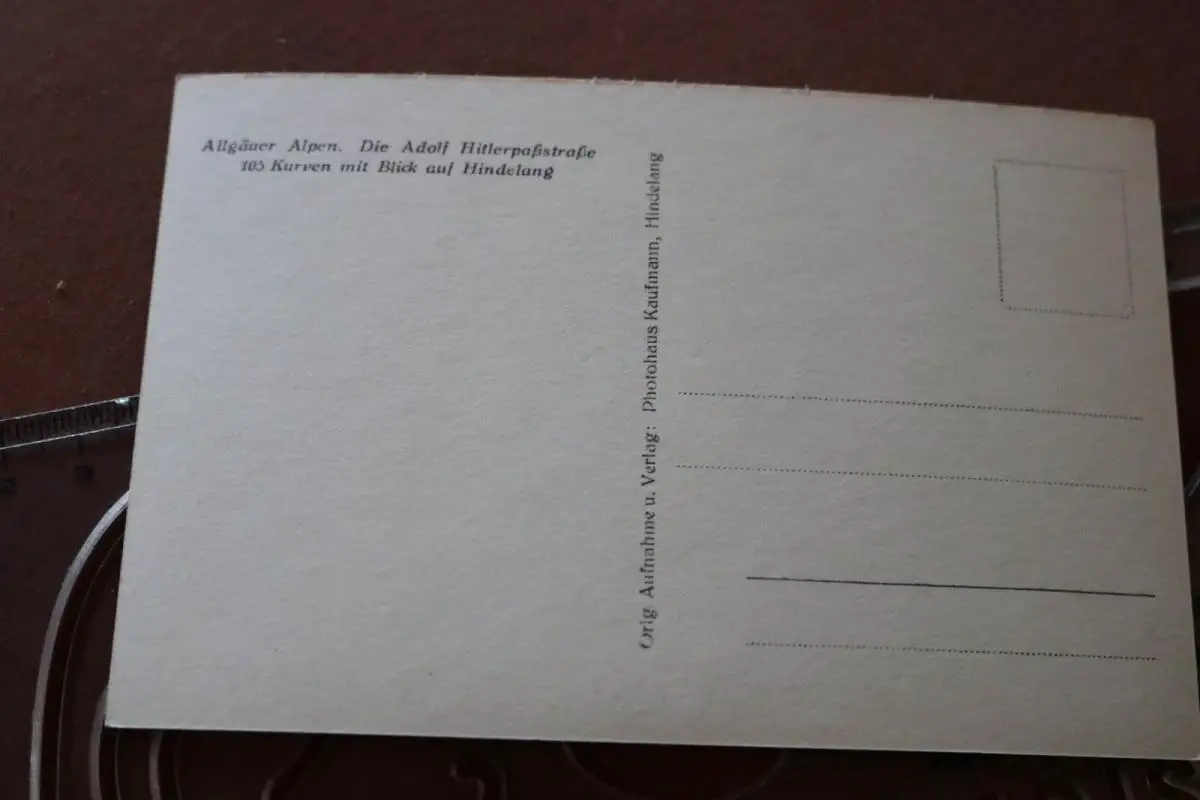 Allgäuer Alpen. Die Adolf Hitlerpaßstraße
105 Kurven mit Blick auf Hindelang
Orig Aufnahme u. Verlag: Photohaus Kaufmann, Hindelang